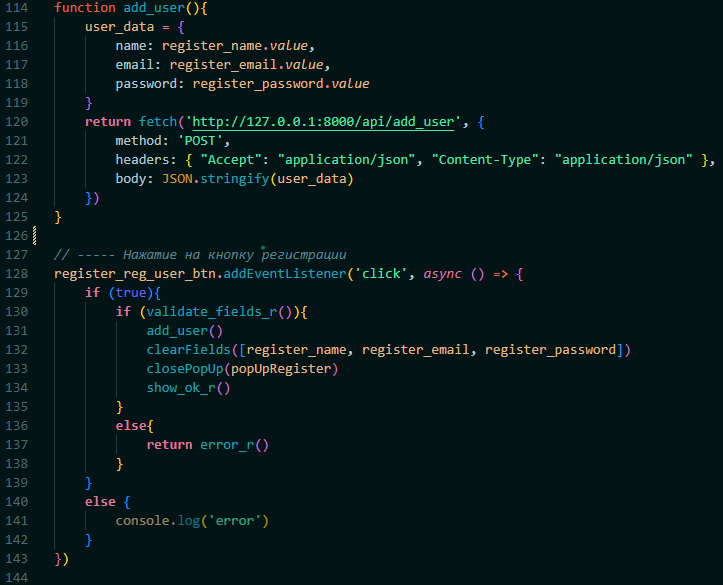 114 function add_user(){
115     user_data = {
116         name: register_name.value,
117         email: register_email.value,
118         password: register_password.value
119     }
120     return fetch('http://127.0.0.1:8000/api/add_user', {
121         method: 'POST',
122         headers: { "Accept": "application/json", "Content-Type": "application/json" },
123         body: JSON.stringify(user_data)
124     })
125 }
126
127 // ----- Нажатие на кнопку регистрации
128 register_reg_user_btn.addEventListener('click', async () => {
129     if (true){
130         if (validate_fields_r()){
131             add_user()
132             clearFields([register_name, register_email, register_password])
133             closePopUp(popUpRegister)
134             show_ok_r()
135         }
136         else{
137             return error_r()
138         }
139     }
140     else {
141         console.log('error')
142     }
143 })
144